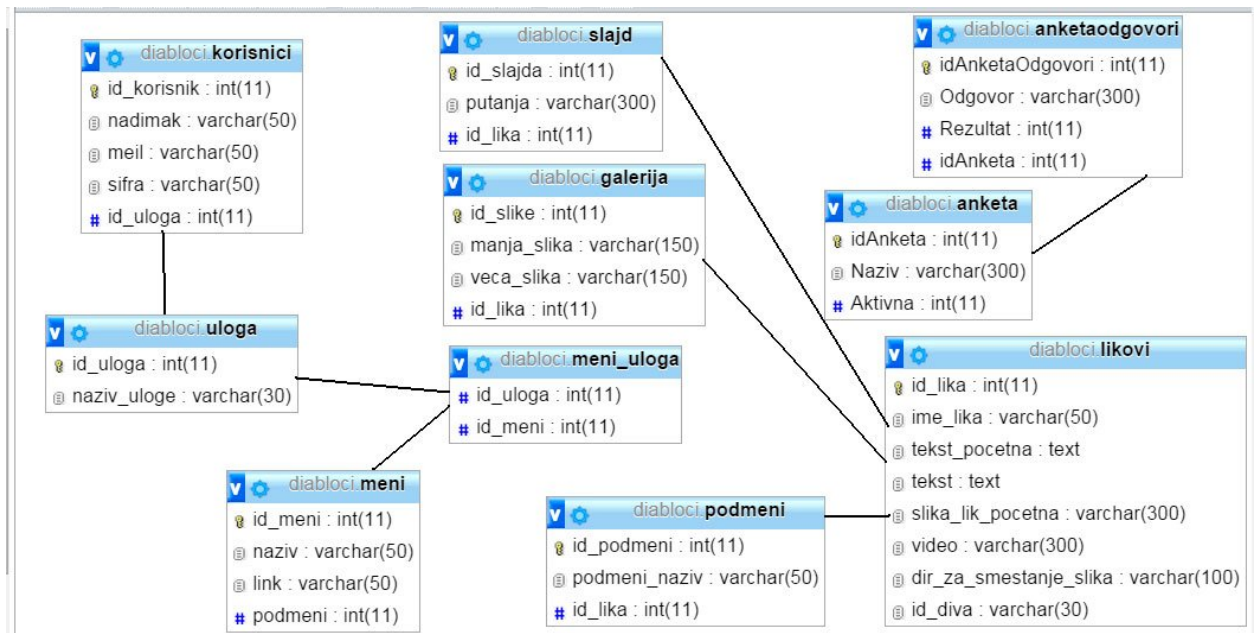 diabloci.korisnici
id_korisnik : int(11)
nadimak : varchar(50)
meil : varchar(50)
sifra : varchar(50)
# id_uloga : int(11)
diabloci.slajd
id_slajda : int(11)
putanja : varchar(300)
# id_lika : int(11)
diabloci.anketaodgovori
idAnketaOdgovori : int(11)
Odgovor : varchar(300)
# Rezultat : int(11)
# idAnketa : int(11)
diabloci.galerija
id_slike : int(11)
manja_slika : varchar(150)
veca_slika : varchar(150)
# id_lika : int(11)
diabloci.anketa
idAnketa : int(11)
Naziv : varchar(300)
# Aktivna : int(11)
diabloci.uloga
id_uloga : int(11)
naziv_uloge : varchar(30)
diabloci.meni_uloga
# id_uloga : int(11)
# id_meni : int(11)
diabloci.likovi
id_lika : int(11)
ime_lika : varchar(50)
tekst_pocetna : text
tekst : text
slika_lik_pocetna : varchar(300)
video : varchar(300)
dir_za_smestanje_slika : varchar(100)
id_diva : varchar(30)
diabloci.meni
id_meni : int(11)
naziv : varchar(50)
link : varchar(50)
# podmeni : int(11)
diabloci.podmeni
id_podmeni : int(11)
podmeni_naziv : varchar(50)
# id_lika : int(11)